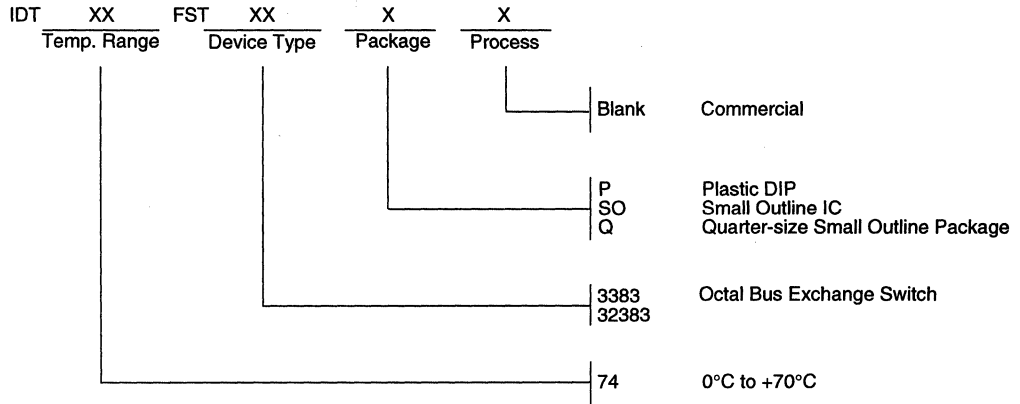 IDT XX FST XX X X
Temp. Range Device Type Package Process
Blank Commercial
P Plastic DIP
SO Small Outline IC
Q Quarter-size Small Outline Package
3383 Octal Bus Exchange Switch
32383
74 0°C to +70°C